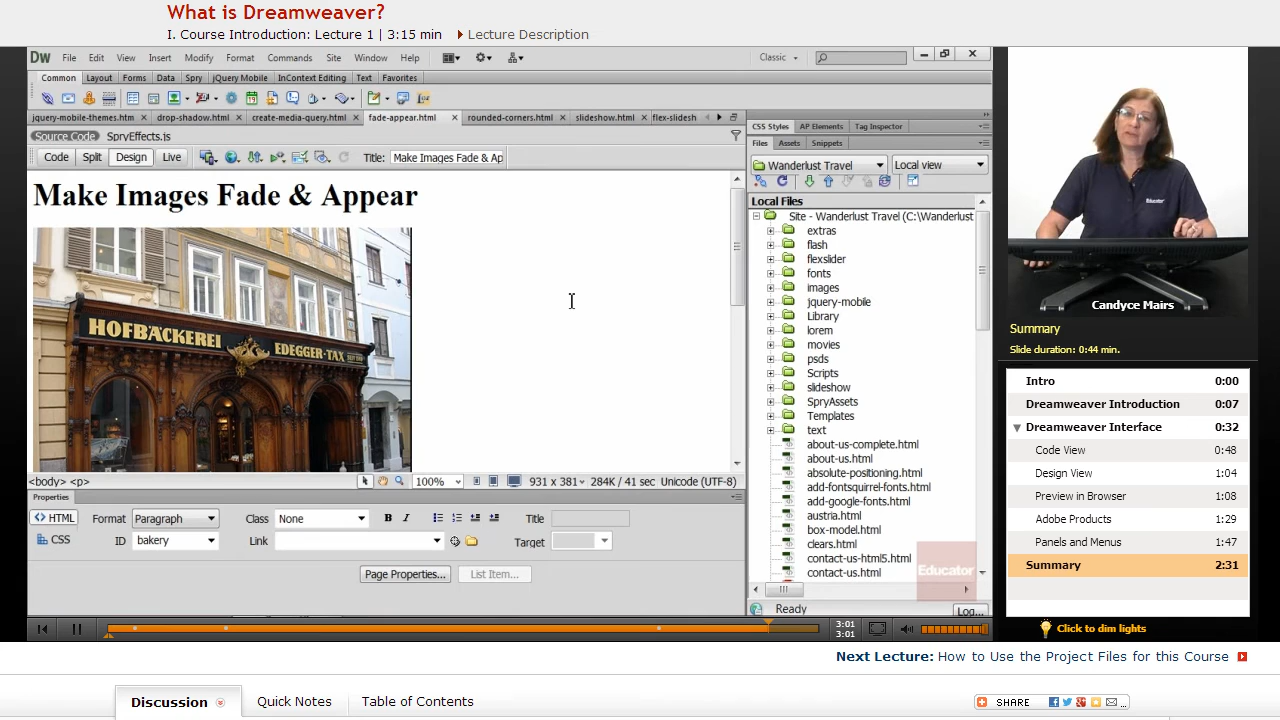 What is Dreamweaver?
I. Course Introduction: Lecture 1 | 3:15 min
Lecture Description
Dw File Edit View Insert Modify Format Commands Site Window Help
Classic
Common Layout Forms Data Spry jQuery Mobile InContext Editing Text Favorites
jquery-mobile-themes.htm drop-shadow.html create-media-query.html fade-appear.html rounded-corners.html slideshow.html flex-slidesh
Source Code SpryEffects.js
Code Split Design Live Title: Make Images Fade & Ap
Make Images Fade & Appear
HOFBÄCKEREI
EDEGGER-TAX
<body> <p>
100% 931 x 381 284K / 41 sec Unicode (UTF-8)
Properties
<> HTML Format Paragraph Class None B I Title
CSS ID bakery Link Target
Page Properties... List Item...
CSS Styles AP Elements Tag Inspector
Files Assets Snippets
Wanderlust Travel Local view
Local Files
Site - Wanderlust Travel (C:\Wanderlust
extras
flash
flexslider
fonts
images
jquery-mobile
Library
lorem
movies
psds
Scripts
slideshow
SpryAssets
Templates
text
about-us-complete.html
about-us.html
absolute-positioning.html
add-fontsquirrel-fonts.html
add-google-fonts.html
austria.html
box-model.html
clears.html
contact-us-html5.html
contact-us.html
Educator
Ready Log...
3:01
3:01
Educator
Candyce Mairs
Summary
Slide duration: 0:44 min.
Intro 0:00
Dreamweaver Introduction 0:07
Dreamweaver Interface 0:32
Code View 0:48
Design View 1:04
Preview in Browser 1:08
Adobe Products 1:29
Panels and Menus 1:47
Summary 2:31
Click to dim lights
Next Lecture: How to Use the Project Files for this Course
Discussion Quick Notes Table of Contents
SHARE